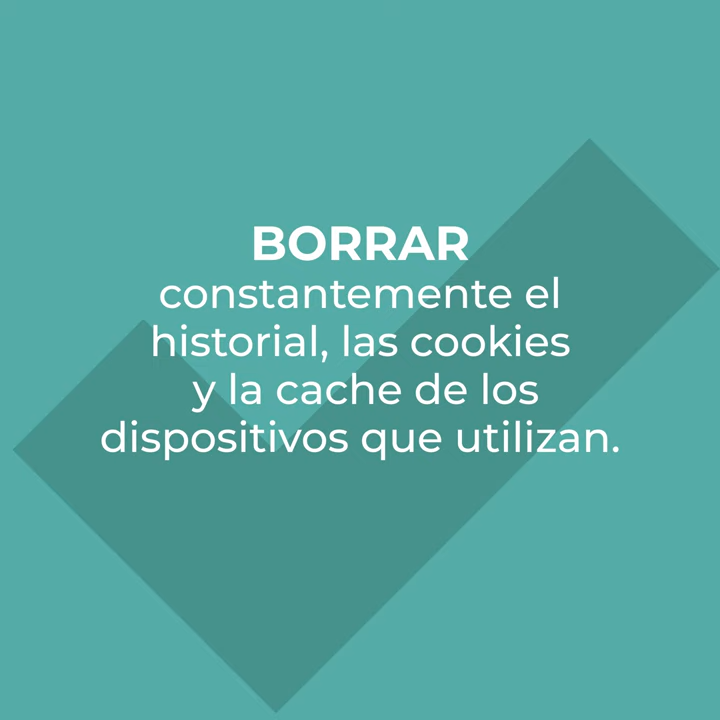 BORRAR
constantemente el
historial, las cookies
y la cache de los
dispositivos que utilizan.